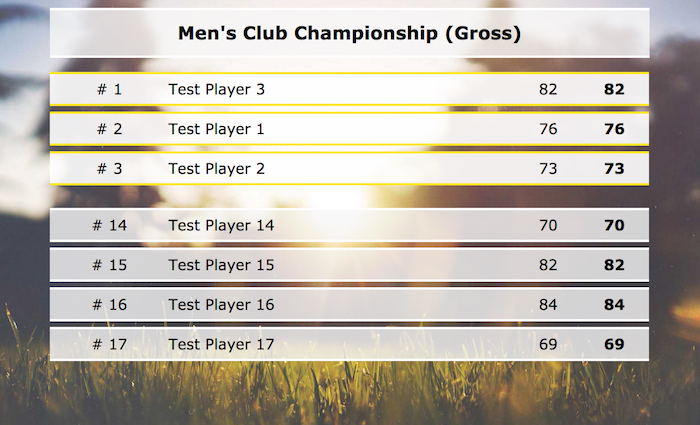 Men's Club Championship (Gross)
# 1 Test Player 3 82 82
# 2 Test Player 1 76 76
# 3 Test Player 2 73 73
# 14 Test Player 14 70 70
# 15 Test Player 15 82 82
# 16 Test Player 16 84 84
# 17 Test Player 17 69 69